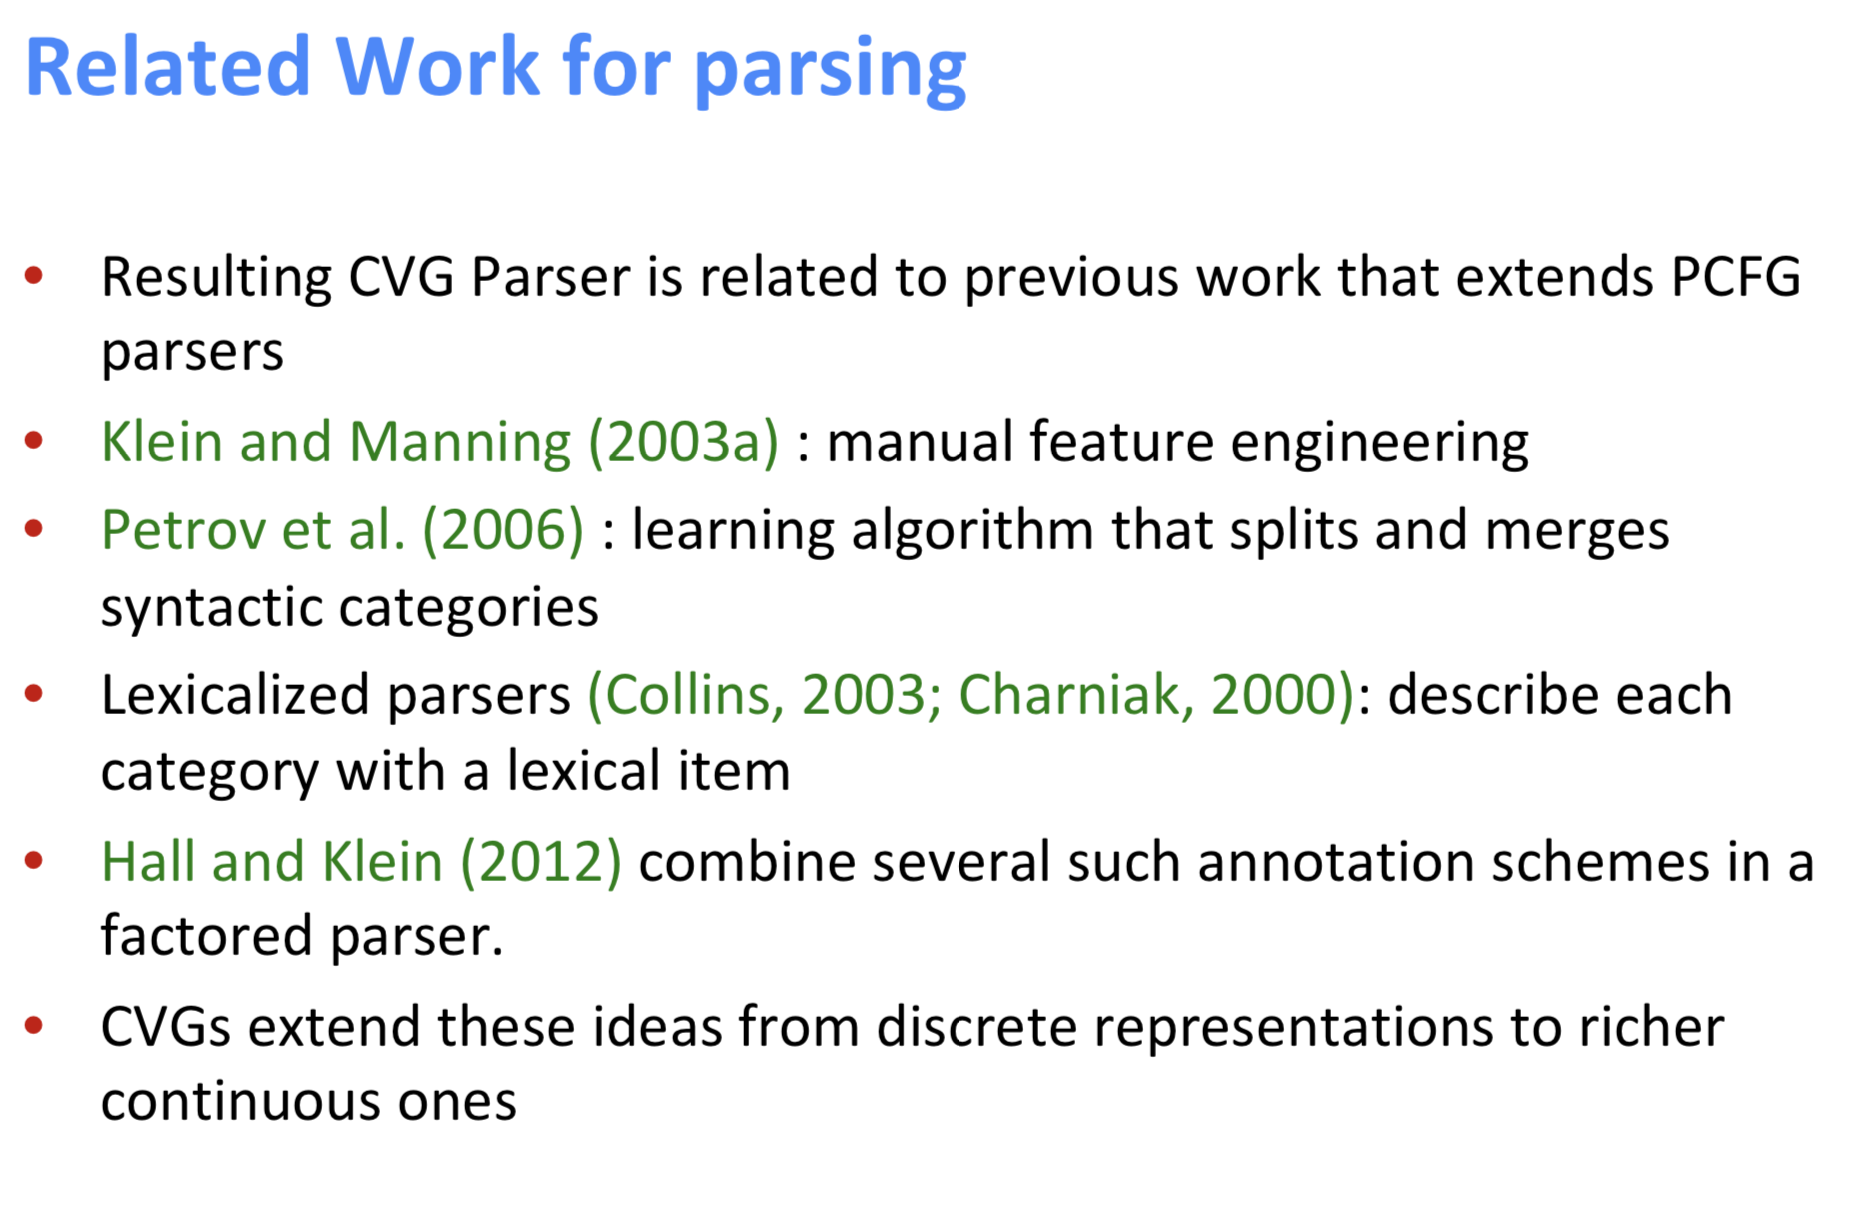 Related Work for parsing
• Resulting CVG Parser is related to previous work that extends PCFG
parsers
• Klein and Manning (2003a) : manual feature engineering
• Petrov et al. (2006) : learning algorithm that splits and merges
syntactic categories
• Lexicalized parsers (Collins, 2003; Charniak, 2000): describe each
category with a lexical item
• Hall and Klein (2012) combine several such annotation schemes in a
factored parser.
• CVGs extend these ideas from discrete representations to richer
continuous ones